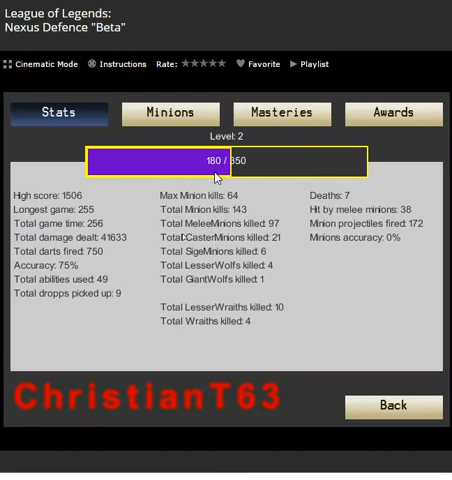 League of Legends:
Nexus Defence "Beta"
Cinematic Mode Instructions Rate: Favorite Playlist
Stats Minions Masteries Awards
Level: 2
180 / 350
High score: 1506
Longest game: 255
Total game time: 256
Total damage dealt: 41633
Total darts fired: 750
Accuracy: 75%
Total abilities used: 49
Total dropps picked up: 9
Max Minion kills: 64
Total Minion kills: 143
Total MeleeMinions killed: 97
Total CasterMinions killed: 21
Total SigeMinions killed: 6
Total LesserWolfs killed: 4
Total GiantWolfs killed: 1
Total LesserWraiths killed: 10
Total Wraiths killed: 4
Deaths: 7
Hit by melee minions: 38
Minion projectiles fired: 172
Minions accuracy: 0%
ChristianT63
Back